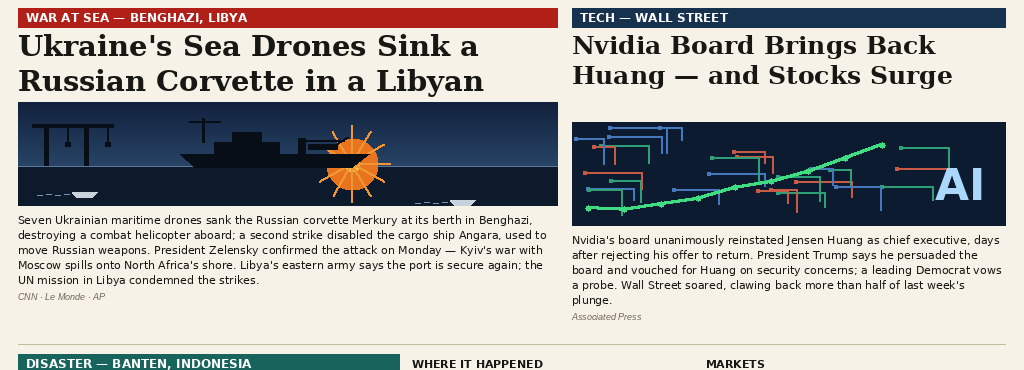 WAR AT SEA — BENGHAZI, LIBYA
Ukraine's Sea Drones Sink a
Russian Corvette in a Libyan
Seven Ukrainian maritime drones sank the Russian corvette Merkury at its berth in Benghazi,
destroying a combat helicopter aboard; a second strike disabled the cargo ship Angara, used to
move Russian weapons. President Zelensky confirmed the attack on Monday — Kyiv's war with
Moscow spills onto North Africa's shore. Libya's eastern army says the port is secure again; the
UN mission in Libya condemned the strikes.
CNN · Le Monde · AP
TECH — WALL STREET
Nvidia Board Brings Back
Huang — and Stocks Surge
AI
Nvidia's board unanimously reinstated Jensen Huang as chief executive, days
after rejecting his offer to return. President Trump says he persuaded the
board and vouched for Huang on security concerns; a leading Democrat vows
a probe. Wall Street soared, clawing back more than half of last week's
plunge.
Associated Press
DISASTER — BANTEN, INDONESIA
WHERE IT HAPPENED
MARKETS